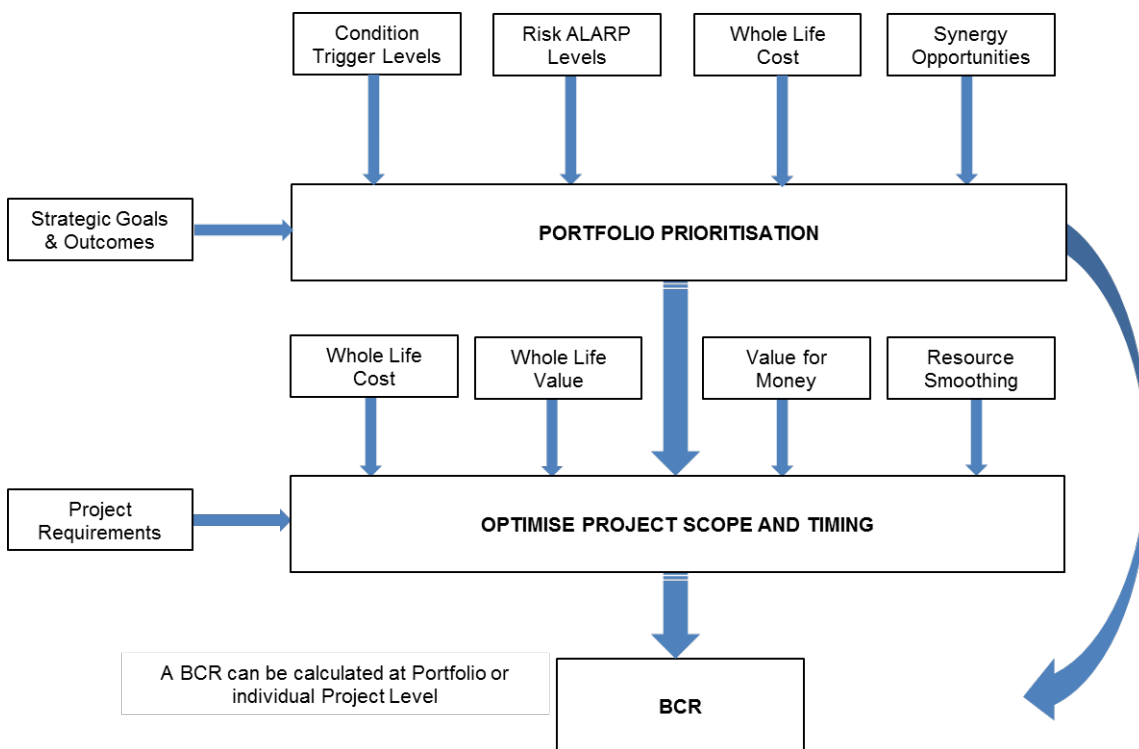 Condition
Trigger Levels
Risk ALARP
Levels
Whole Life
Cost
Synergy
Opportunities
Strategic Goals
& Outcomes
PORTFOLIO PRIORITISATION
Whole Life
Cost
Whole Life
Value
Value for
Money
Resource
Smoothing
Project
Requirements
OPTIMISE PROJECT SCOPE AND TIMING
A BCR can be calculated at Portfolio or
individual Project Level
BCR